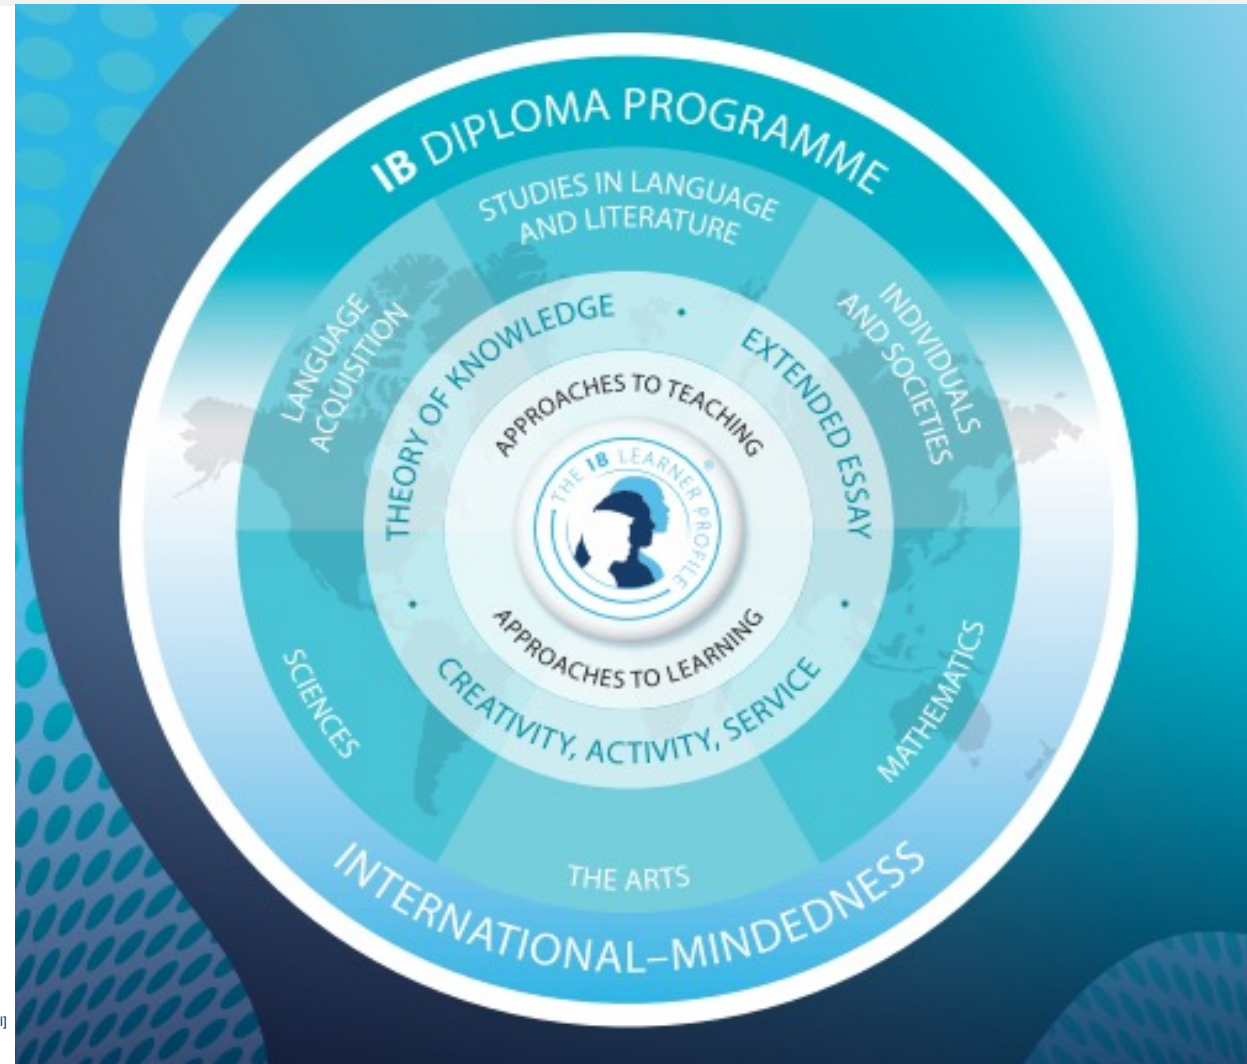 IB DIPLOMA PROGRAMME
STUDIES IN LANGUAGE
AND LITERATURE
LANGUAGE
ACQUISITION
INDIVIDUALS
AND SOCIETIES
THEORY OF KNOWLEDGE
EXTENDED ESSAY
APPROACHES TO TEACHING
THE IB LEARNER PROFILE®
APPROACHES TO LEARNING
CREATIVITY, ACTIVITY, SERVICE
SCIENCES
MATHEMATICS
THE ARTS
INTERNATIONAL–MINDEDNESS